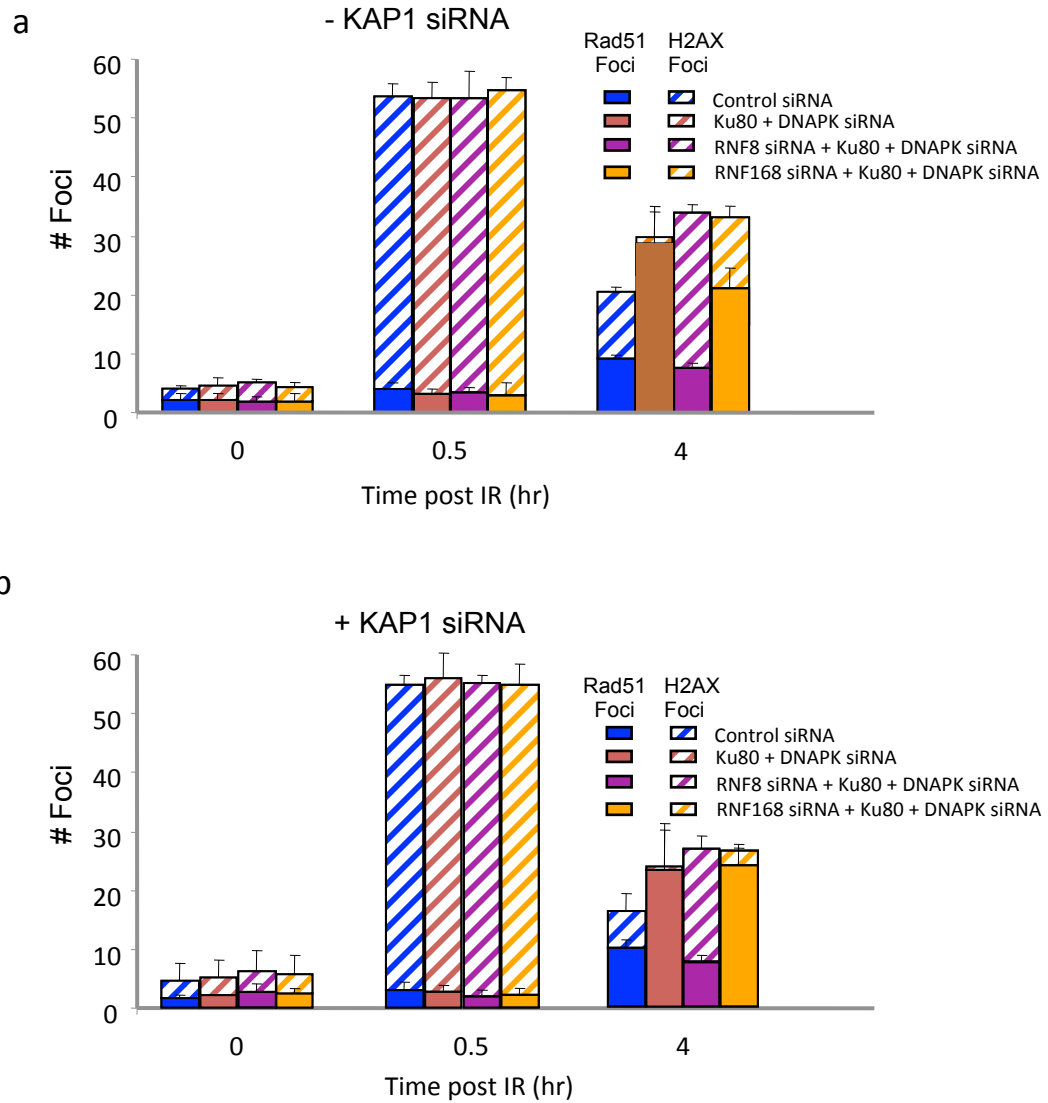 a
- KAP1 siRNA
Rad51 H2AX
Foci Foci
Control siRNA
Ku80 + DNAPK siRNA
RNF8 siRNA + Ku80 + DNAPK siRNA
RNF168 siRNA + Ku80 + DNAPK siRNA
# Foci
60
50
40
30
20
10
0
0 0.5 4
Time post IR (hr)
b
+ KAP1 siRNA
Rad51 H2AX
Foci Foci
Control siRNA
Ku80 + DNAPK siRNA
RNF8 siRNA + Ku80 + DNAPK siRNA
RNF168 siRNA + Ku80 + DNAPK siRNA
# Foci
60
50
40
30
20
10
0
0 0.5 4
Time post IR (hr)